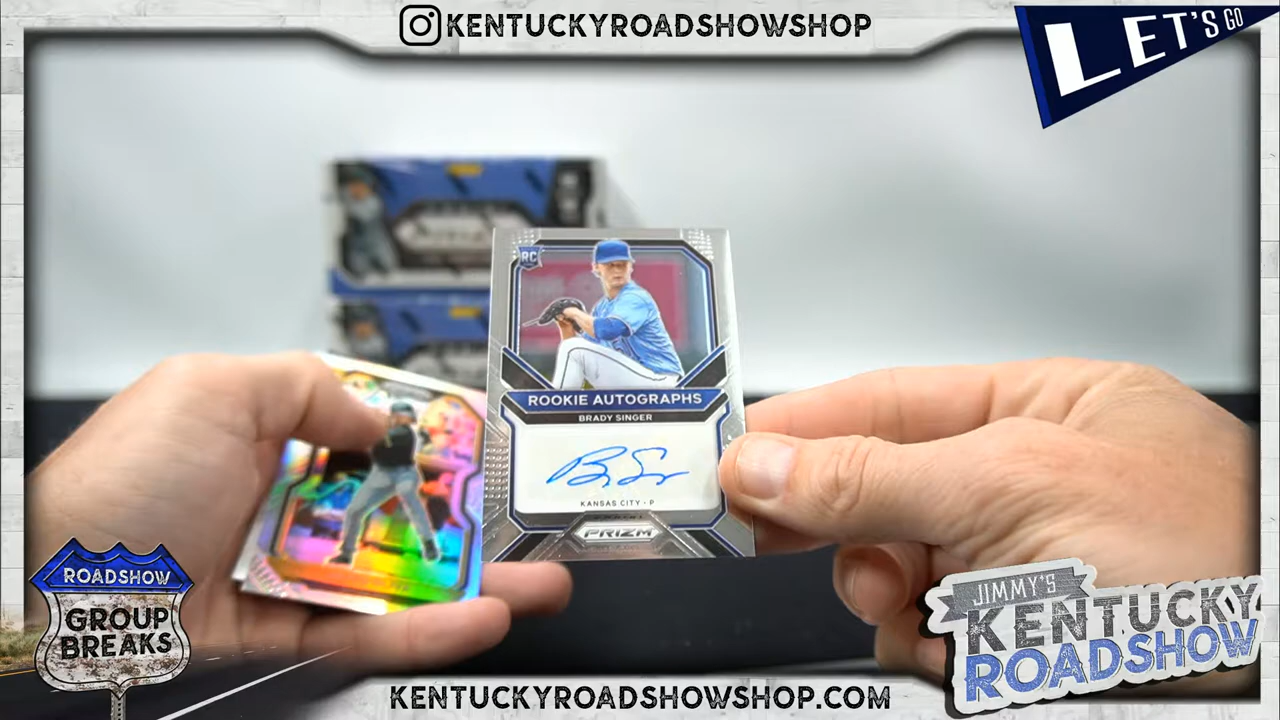 KENTUCKYROADSHOWSHOP
LET'S GO
RC
ROOKIE AUTOGRAPHS
BRADY SINGER
KANSAS CITY - P
PRIZM
ROADSHOW
GROUP
BREAKS
JIMMY'S
KENTUCKY
ROADSHOW
KENTUCKYROADSHOWSHOP.COM